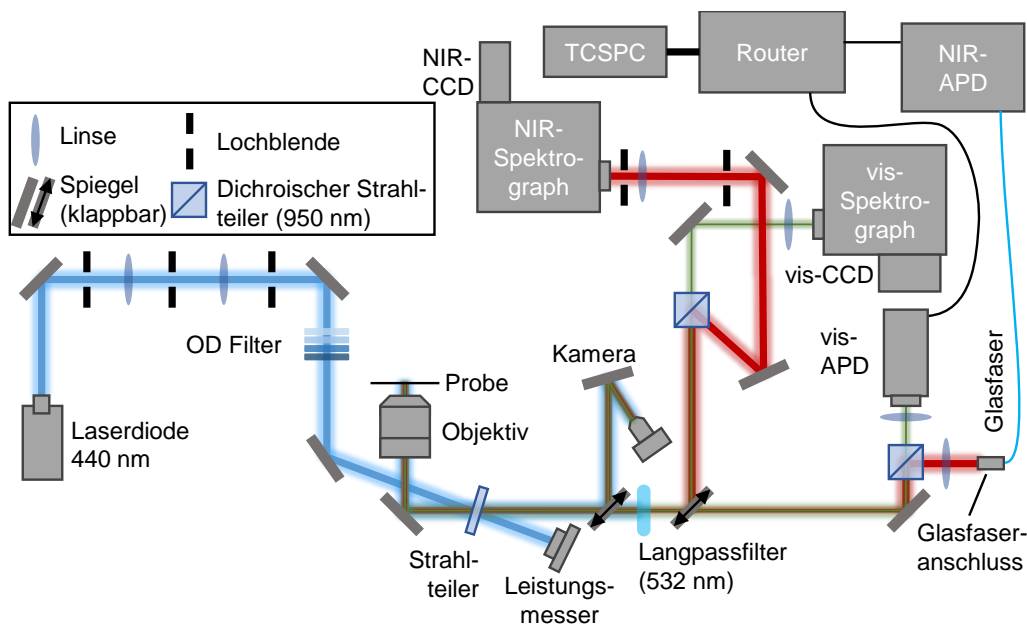 NIR-
CCD
TCSPC
Router
NIR-
APD
Linse
Lochblende
Spiegel
(klappbar)
Dichroischer Strahl-
teiler (950 nm)
NIR-
Spektro-
graph
vis-
Spektro-
graph
vis-CCD
OD Filter
Kamera
vis-
APD
Glasfaser
Probe
Objektiv
Laserdiode
440 nm
Strahl-
teiler
Leistungs-
messer
Langpassfilter
(532 nm)
Glasfaser-
anschluss